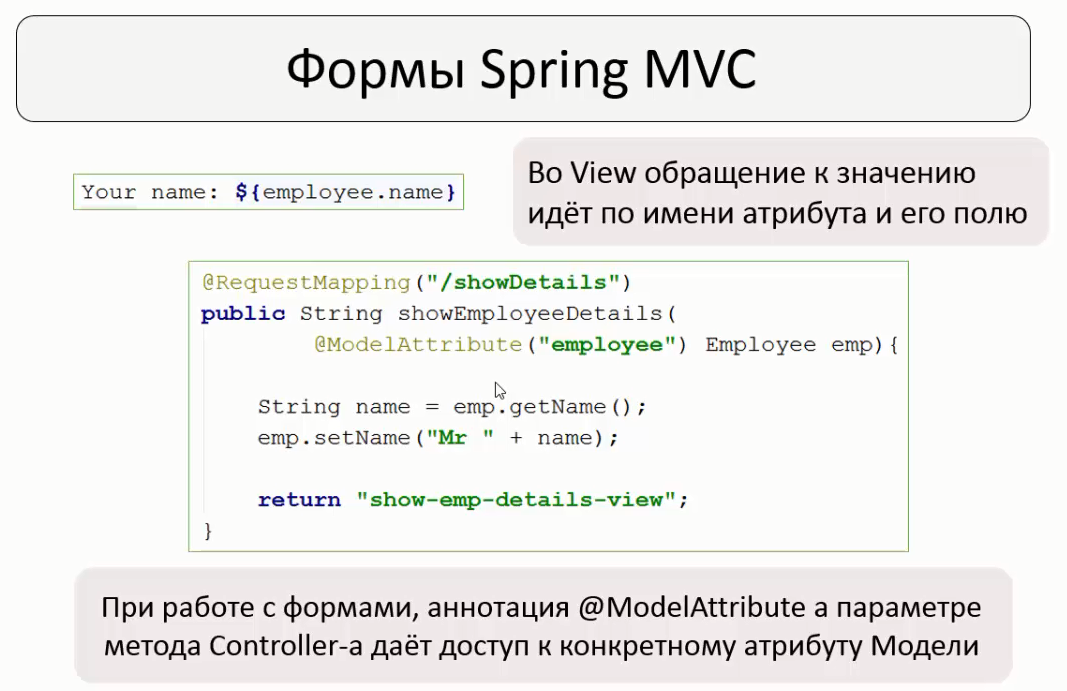 Формы Spring MVC
Your name: ${employee.name}
Во View обращение к значению
идёт по имени атрибута и его полю
@RequestMapping("/showDetails")
public String showEmployeeDetails(
@ModelAttribute("employee") Employee emp){
String name = emp.getName();
emp.setName("Mr " + name);
return "show-emp-details-view";
}
При работе с формами, аннотация @ModelAttribute а параметре
метода Controller-а даёт доступ к конкретному атрибуту Модели